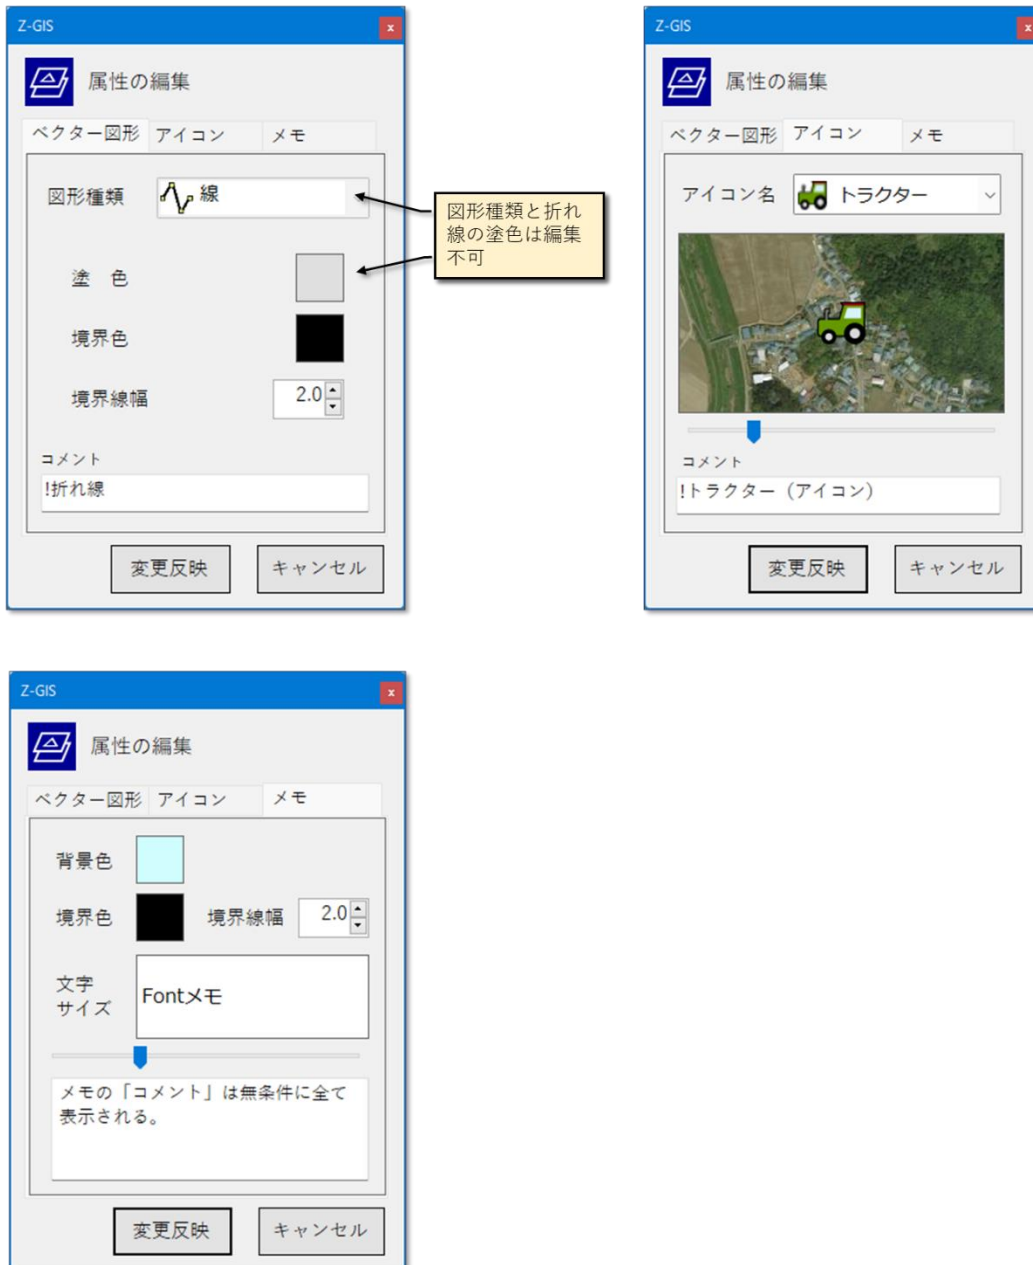 Z-GIS
x
属性の編集
ベクター図形 アイコン メモ
図形種類 線
塗 色
境界色
境界線幅 2.0
コメント
!折れ線
変更反映 キャンセル
図形種類と折れ
線の塗色は編集
不可
Z-GIS
x
属性の編集
ベクター図形 アイコン メモ
アイコン名 トラクター
コメント
!トラクター（アイコン）
変更反映 キャンセル
Z-GIS
x
属性の編集
ベクター図形 アイコン メモ
背景色
境界色 境界線幅 2.0
文字
サイズ
Fontメモ
メモの「コメント」は無条件に全て
表示される。
変更反映 キャンセル